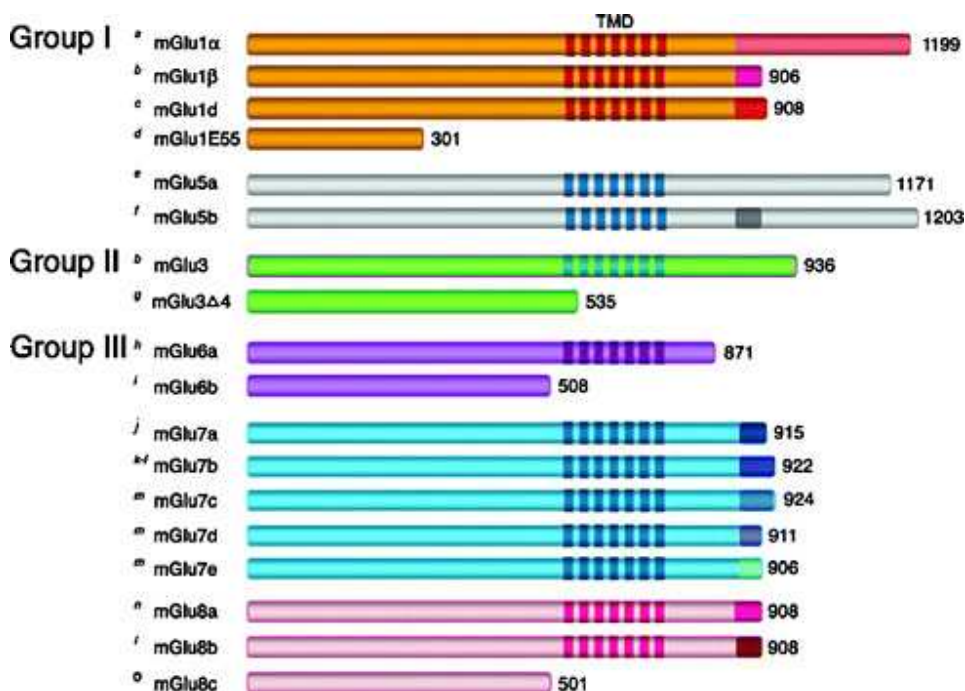 TMD
Group I a mGlu1α 1199
b mGlu1β 906
c mGlu1d 908
d mGlu1E55 301
e mGlu5a 1171
f mGlu5b 1203
Group II b mGlu3 936
g mGlu3Δ4 535
Group III h mGlu6a 871
i mGlu6b 508
j mGlu7a 915
k-l mGlu7b 922
m mGlu7c 924
m mGlu7d 911
m mGlu7e 906
n mGlu8a 908
mGlu8b 908
o mGlu8c 501